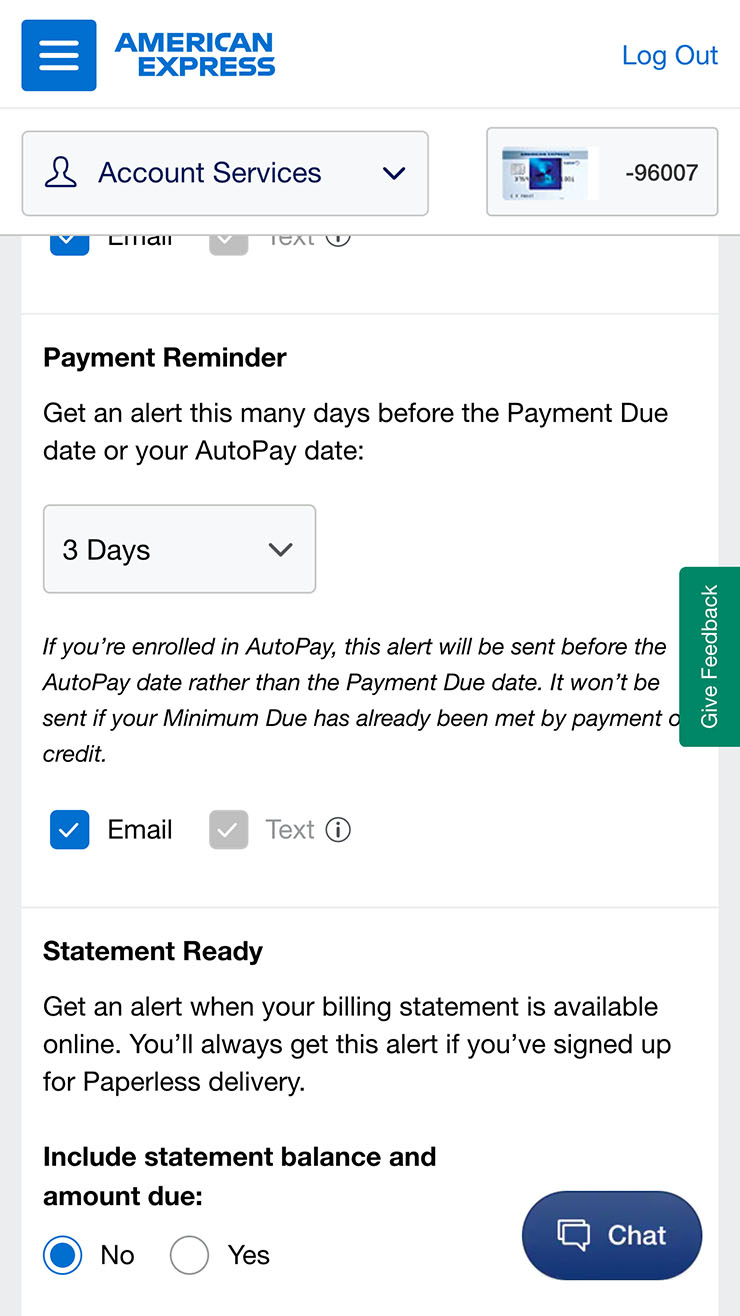 AMERICAN
EXPRESS
Log Out
Account Services
AMERICAN EXPRESS
-96007
Email Text
Payment Reminder
Get an alert this many days before the Payment Due
date or your AutoPay date:
3 Days
Give Feedback
If you’re enrolled in AutoPay, this alert will be sent before the
AutoPay date rather than the Payment Due date. It won’t be
sent if your Minimum Due has already been met by payment
credit.
Email Text
Statement Ready
Get an alert when your billing statement is available
online. You’ll always get this alert if you’ve signed up
for Paperless delivery.
Include statement balance and
amount due:
No Yes
Chat